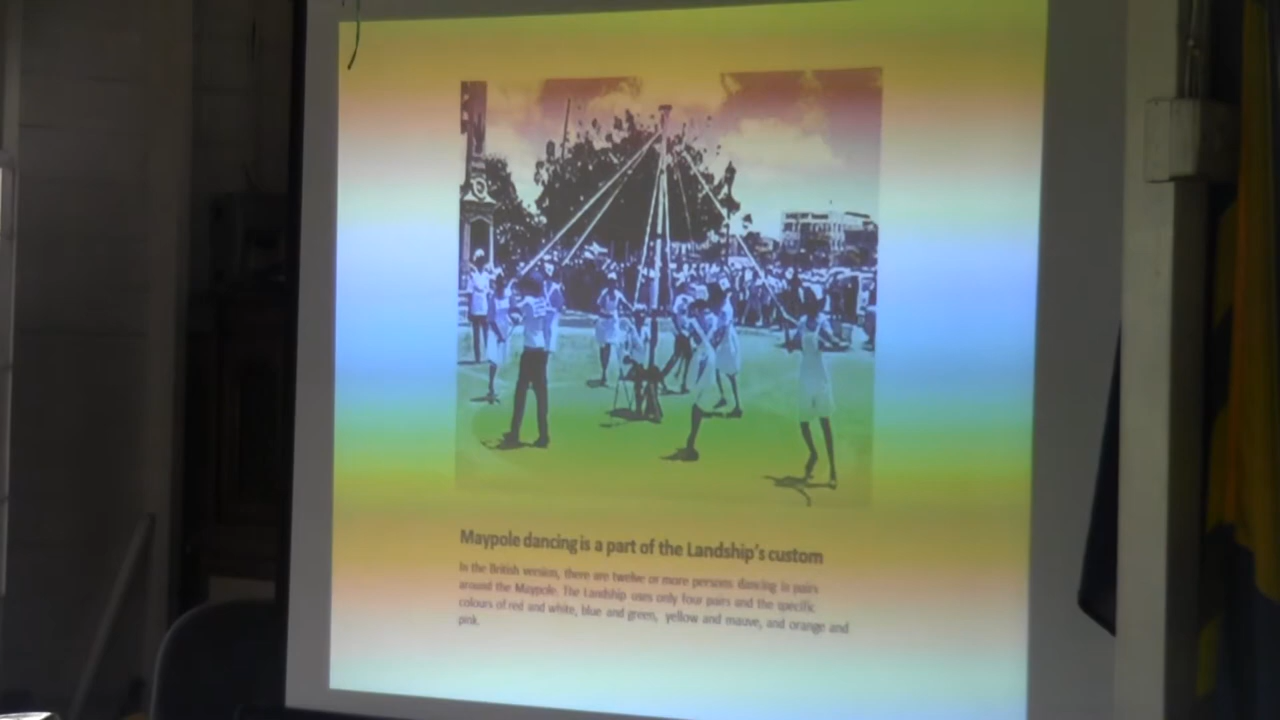 Maypole dancing is a part of the Landship's custom
In the British version, there are twelve or more persons dancing in pairs
around the Maypole. The Landship uses only four pairs and the specific
colours of red and white, blue and green, yellow and mauve, and orange and
pink.